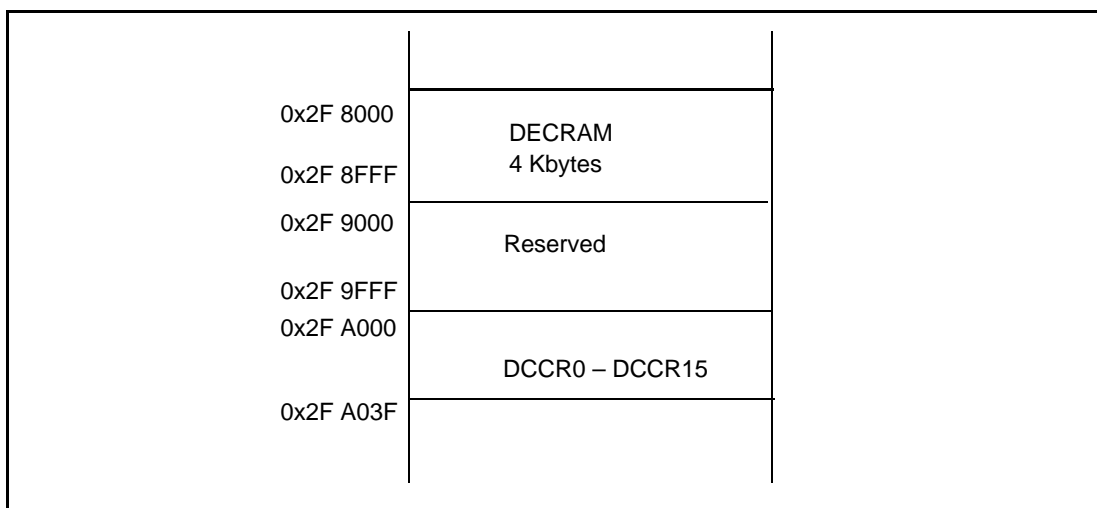 0x2F 8000
DECRAM
4 Kbytes
0x2F 8FFF
0x2F 9000
Reserved
0x2F 9FFF
0x2F A000
DCCR0 – DCCR15
0x2F A03F